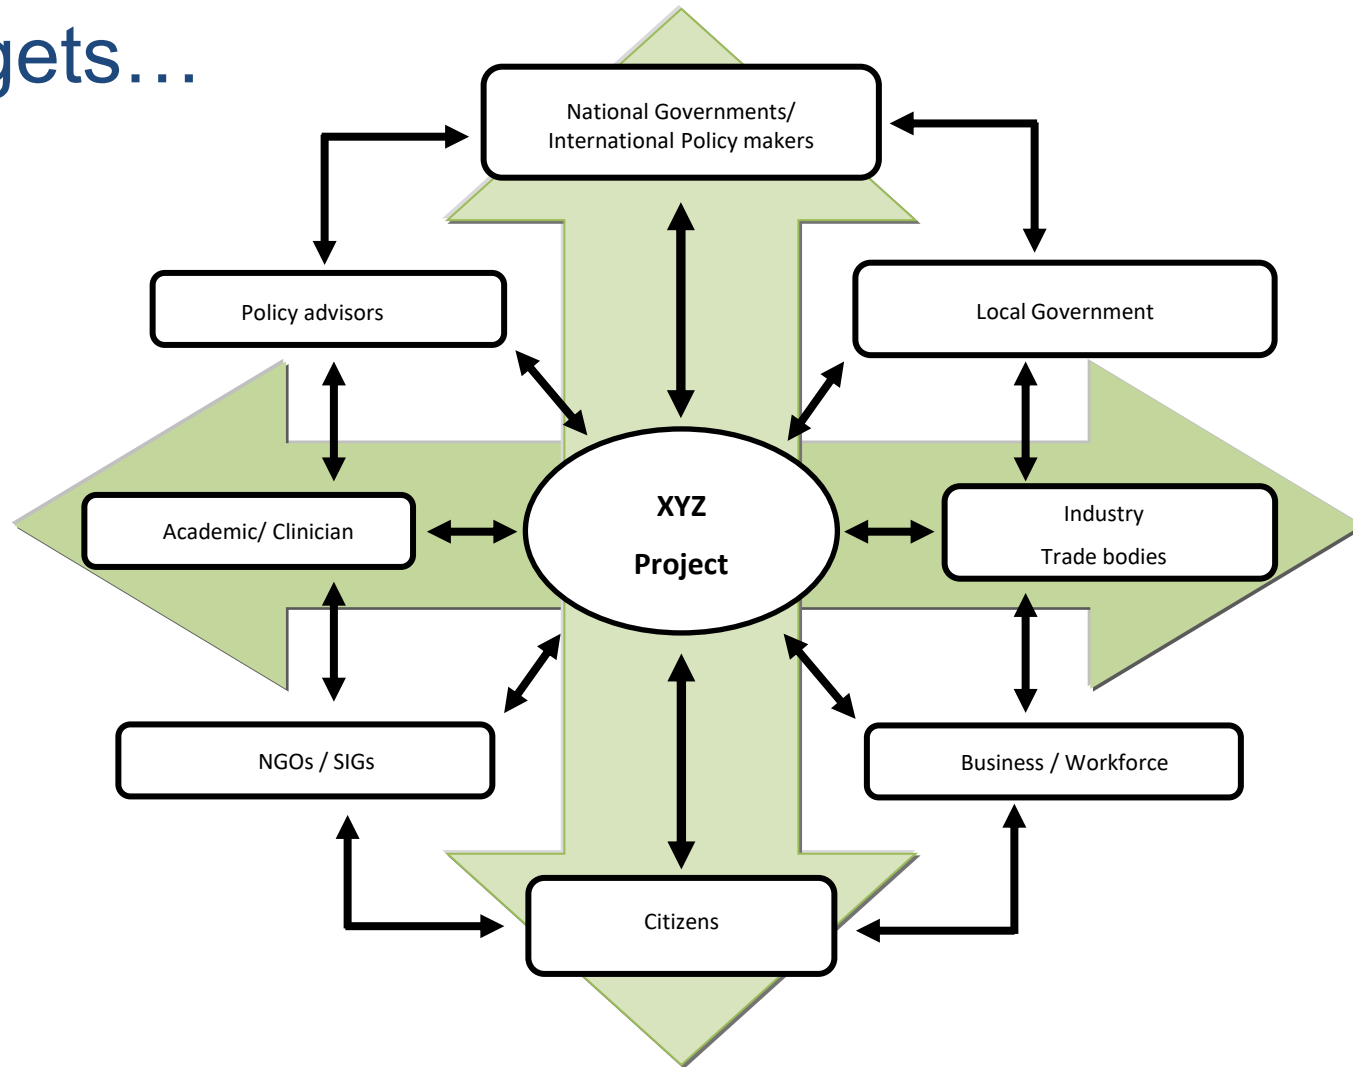 gets…
National Governments/
International Policy makers
Policy advisors
Local Government
XYZ
Project
Academic/ Clinician
Industry
Trade bodies
NGOs / SIGs
Business / Workforce
Citizens